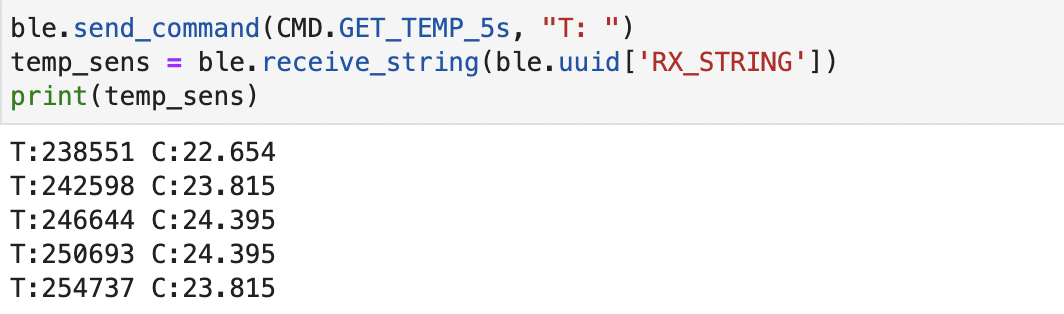 ble.send_command(CMD.GET_TEMP_5s, "T: ")
temp_sens = ble.receive_string(ble.uuid['RX_STRING'])
print(temp_sens)
T:238551 C:22.654
T:242598 C:23.815
T:246644 C:24.395
T:250693 C:24.395
T:254737 C:23.815